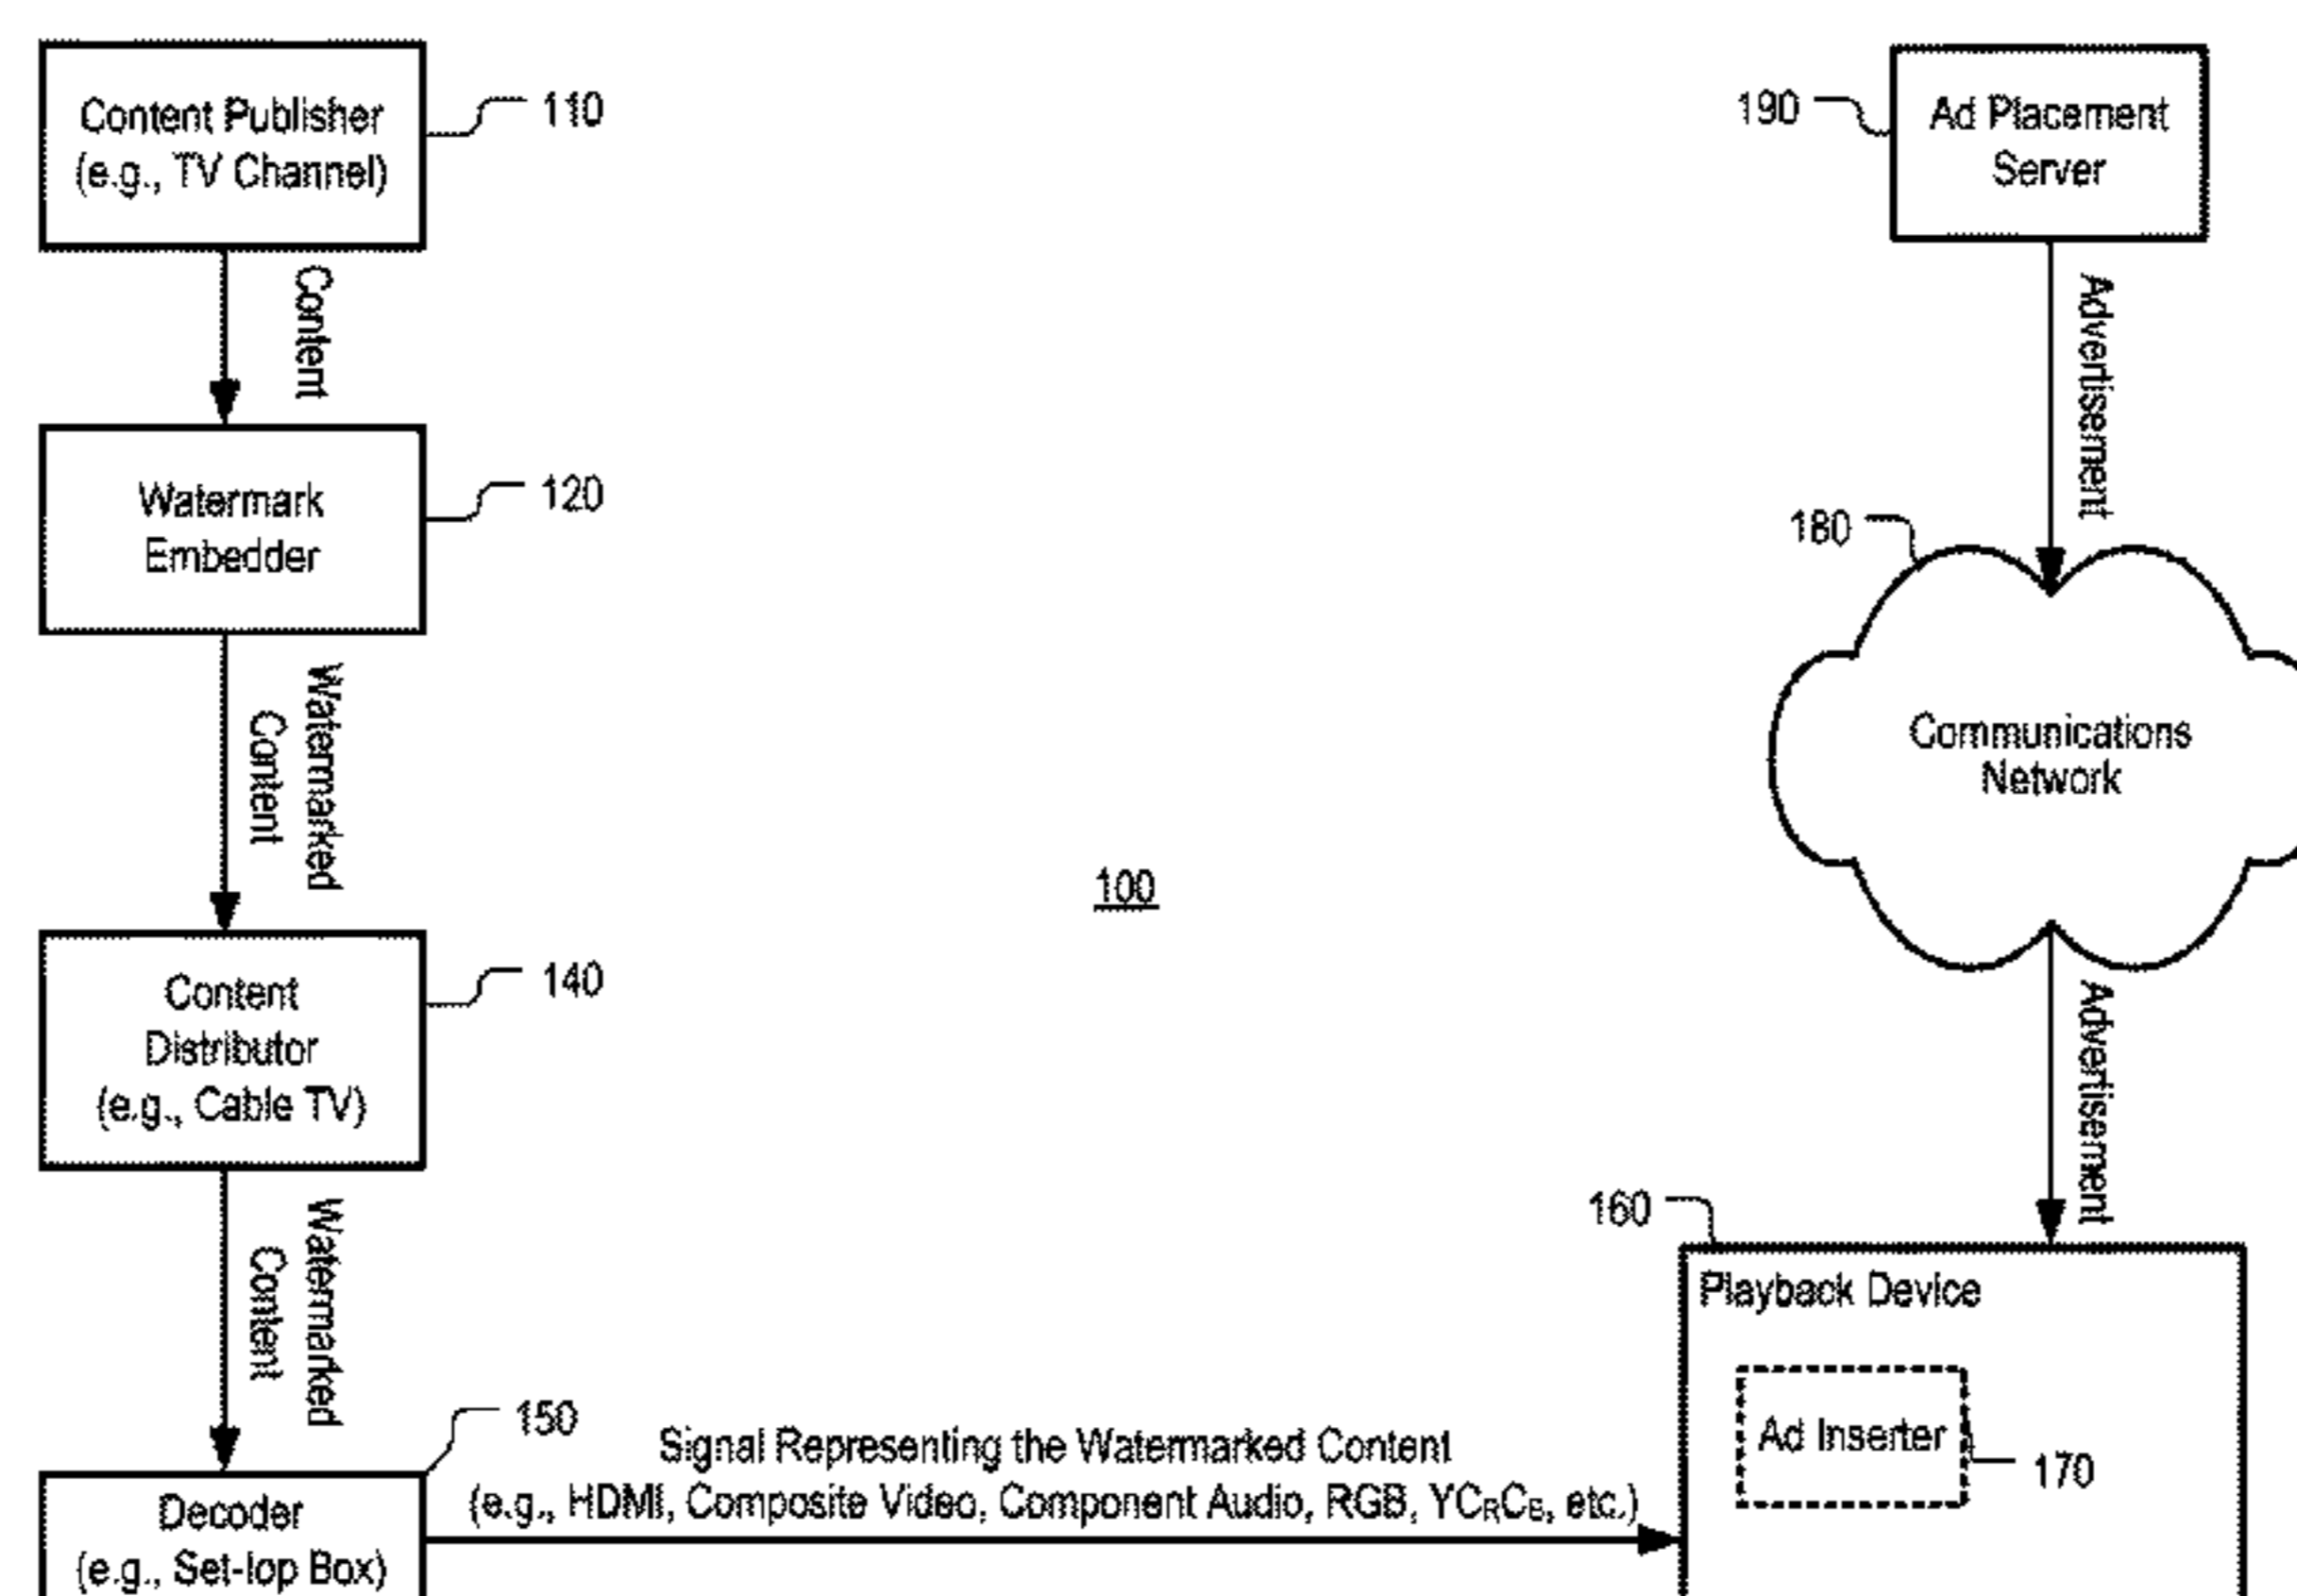 Content Publisher
(e.g., TV Channel)
110
Content
Watermark
Embedder
120
Watermarked
Content
Content
Distributor
(e.g., Cable TV)
140
Watermarked
Content
Decoder
(e.g., Set-top Box)
150
Signal Representing the Watermarked Content
(e.g., HDMI, Composite Video, Component Audio, RGB, YCRCB, etc.)
100
190
Ad Placement
Server
Advertisement
180
Communications
Network
Advertisement
160
Playback Device
Ad Inserter
170